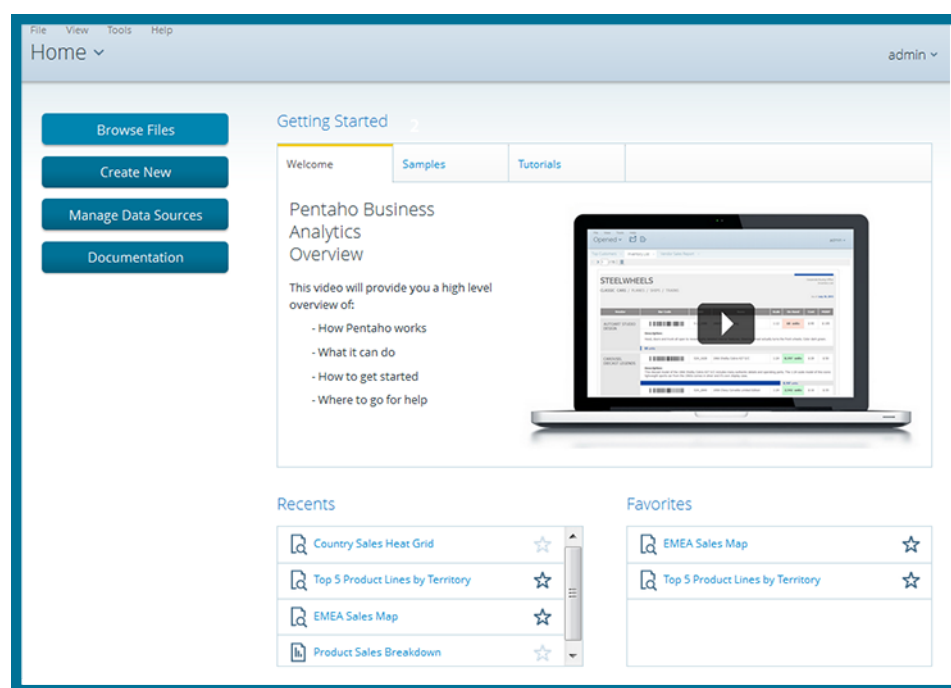 File View Tools Help
Home
admin
Browse Files
Create New
Manage Data Sources
Documentation
Getting Started
2
Welcome
Samples
Tutorials
Pentaho Business
Analytics
Overview
This video will provide you a high level
overview of:
- How Pentaho works
- What it can do
- How to get started
- Where to go for help
Opened
admin
STEELWHEELS
Recents
Country Sales Heat Grid
Top 5 Product Lines by Territory
EMEA Sales Map
Product Sales Breakdown
Favorites
EMEA Sales Map
Top 5 Product Lines by Territory